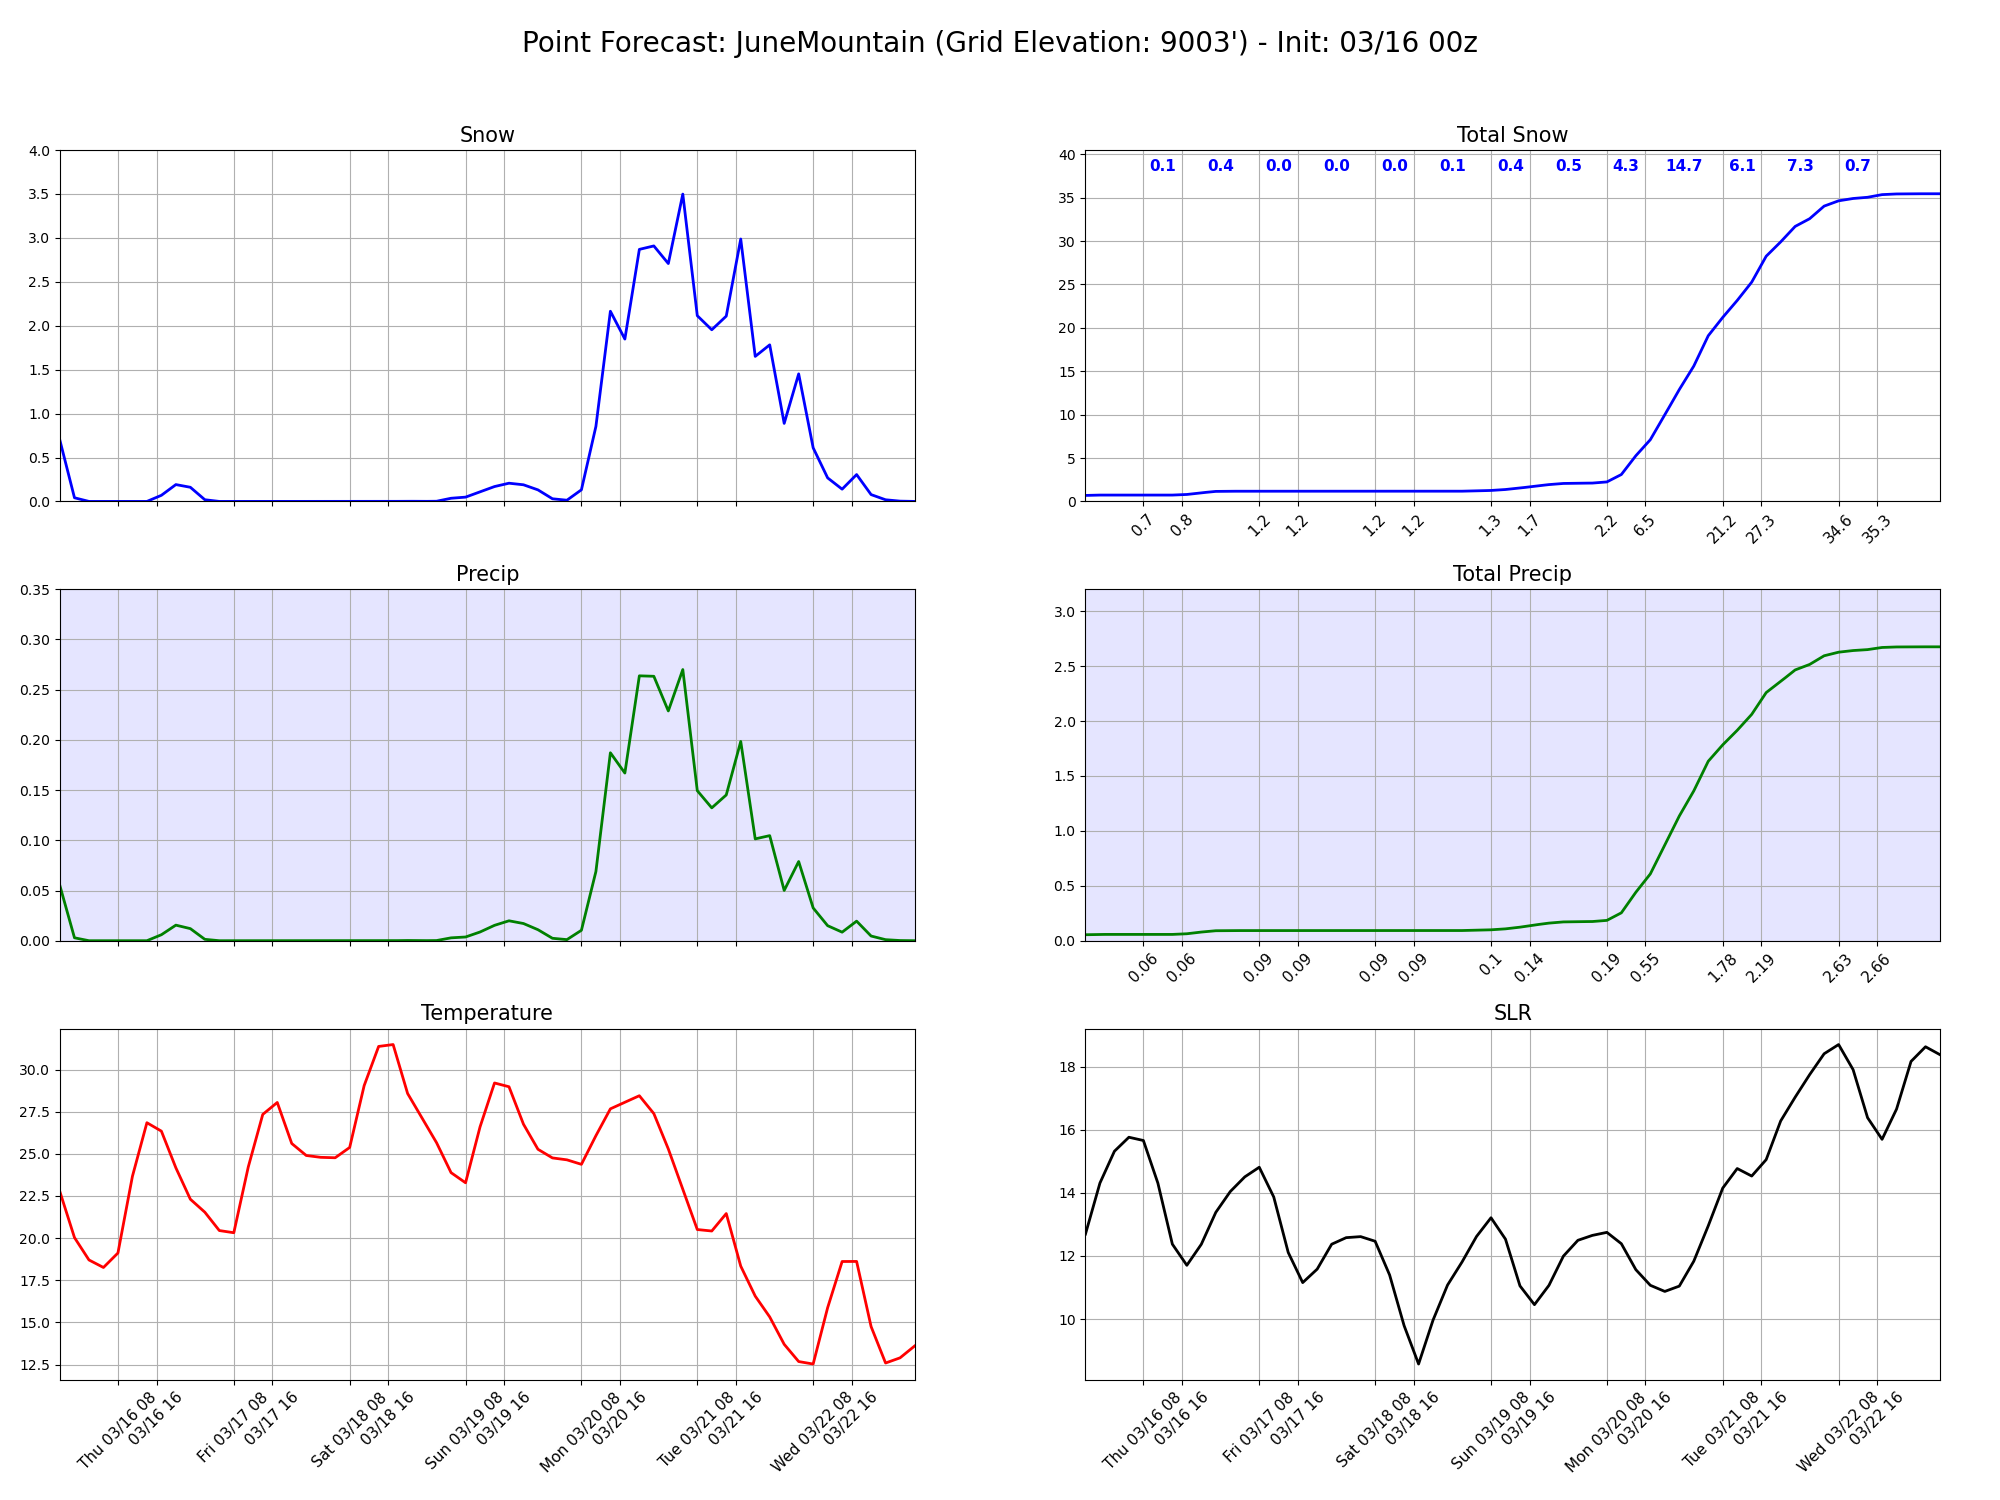 Point Forecast: JuneMountain (Grid Elevation: 9003') - Init: 03/16 00z
Snow
4.0
3.5
3.0
2.5
2.0
1.5
1.0
0.5
0.0
Total Snow
40
35
30
25
20
15
10
5
0
0.1 0.4 0.0 0.0 0.0 0.1 0.4 0.5 4.3 14.7 6.1 7.3 0.7
0.7 0.8 1.2 1.2 1.2 1.2 1.3 1.7 2.2 6.5 21.2 27.3 34.6 35.3
Precip
0.35
0.30
0.25
0.20
0.15
0.10
0.05
0.00
Total Precip
3.0
2.5
2.0
1.5
1.0
0.5
0.0
0.06 0.06 0.09 0.09 0.09 0.09 0.1 0.14 0.19 0.55 1.78 2.19 2.63 2.66
Temperature
30.0
27.5
25.0
22.5
20.0
17.5
15.0
12.5
Thu 03/16 08
03/16 16
Fri 03/17 08
03/17 16
Sat 03/18 08
03/18 16
Sun 03/19 08
03/19 16
Mon 03/20 08
03/20 16
Tue 03/21 08
03/21 16
Wed 03/22 08
03/22 16
SLR
18
16
14
12
10
Thu 03/16 08
03/16 16
Fri 03/17 08
03/17 16
Sat 03/18 08
03/18 16
Sun 03/19 08
03/19 16
Mon 03/20 08
03/20 16
Tue 03/21 08
03/21 16
Wed 03/22 08
03/22 16